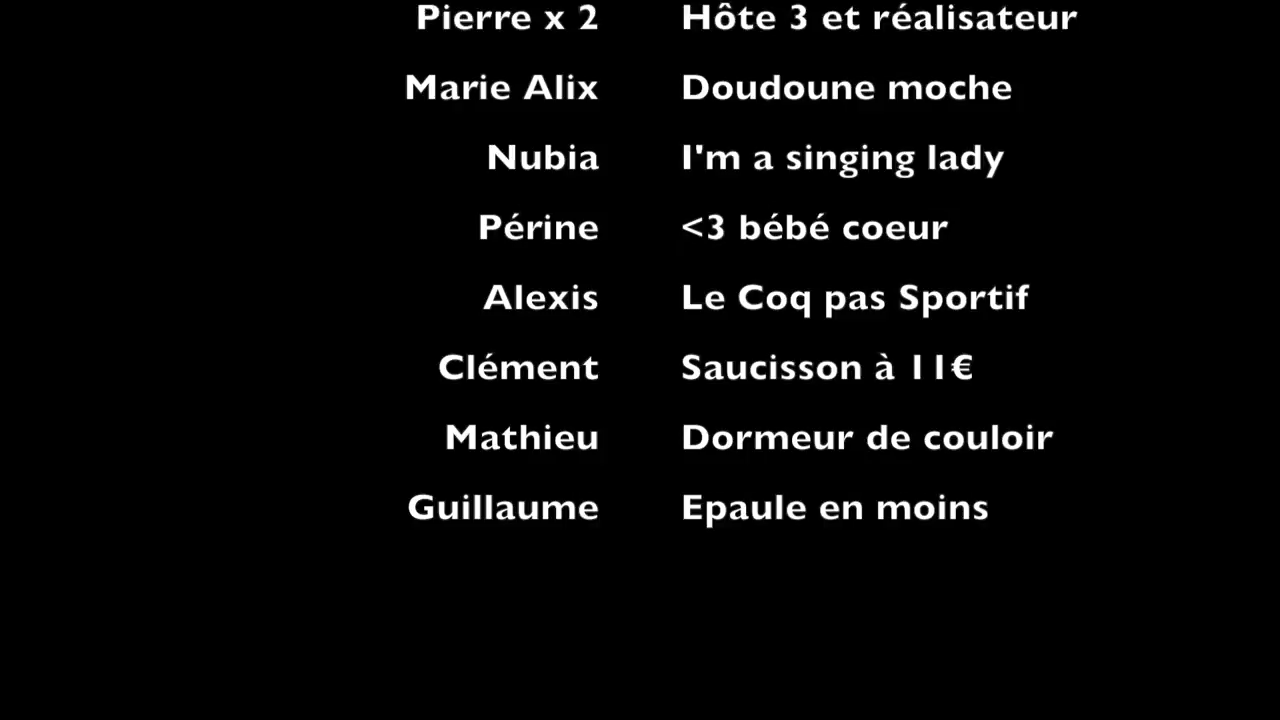 Pierre x 2 Hôte 3 et réalisateur
Marie Alix Doudoune moche
Nubia I'm a singing lady
Périne <3 bébé coeur
Alexis Le Coq pas Sportif
Clément Saucisson à 11€
Mathieu Dormeur de couloir
Guillaume Epaule en moins